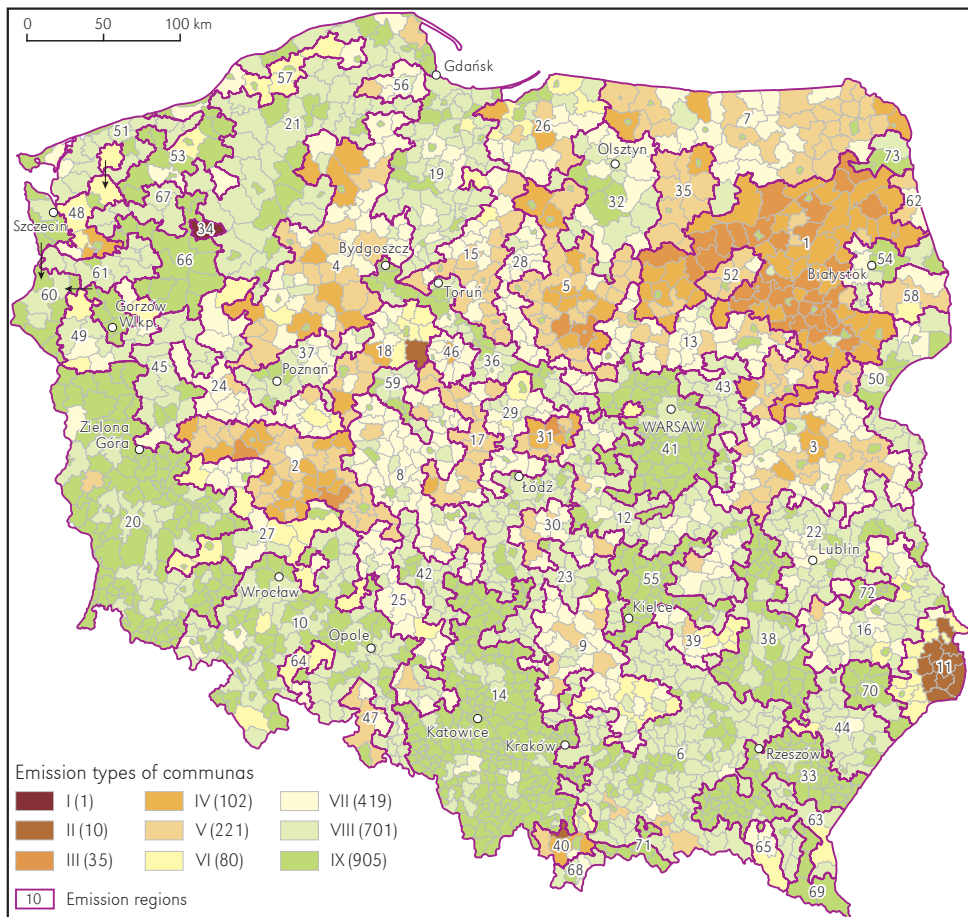 0 50 100 km
Gdańsk
57
56
51
21
7
26
53
Olsztyn
73
19
67
35
62
48
32
Szczecin
34
1
66
Bydgoszcz
15
61
4
28
52
Białystok
54
5
60
Toruń
58
Gorzów
W.lkp.
49
13
37
18
46
36
45
Poznań
59
43
50
24
29
WARSAW
Zielona
Góra
31
17
41
3
2
8
Łódź
20
12
30
22
27
Lublin
42
23
55
Wrocław
72
25
Kielce
10
16
39
38
Opole
9
64
11
14
70
47
44
Katowice
Kraków
6
Rzeszów
33
63
40
71
65
68
69
Emission types of communas
I (1) IV (102) VII (419)
II (10) V (221) VIII (701)
III (35) VI (80) IX (905)
10 Emission regions